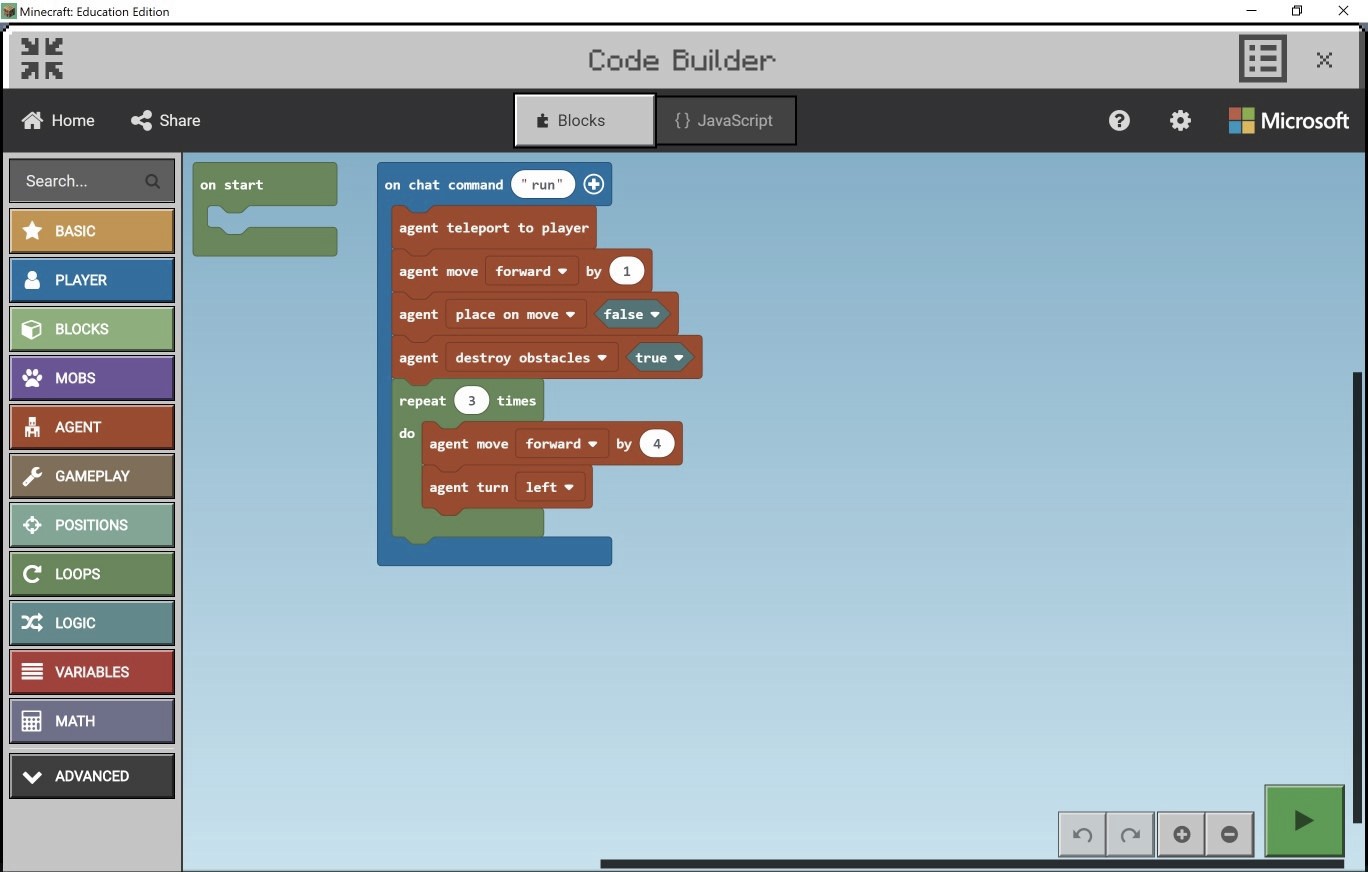 Minecraft: Education Edition
Code Builder
Home
Share
Blocks
{ } JavaScript
Microsoft
Search...
BASIC
PLAYER
BLOCKS
MOBS
AGENT
GAMEPLAY
POSITIONS
LOOPS
LOGIC
VARIABLES
MATH
ADVANCED
on start
on chat command "run"
agent teleport to player
agent move forward by 1
agent place on move false
agent destroy obstacles true
repeat 3 times
do
agent move forward by 4
agent turn left